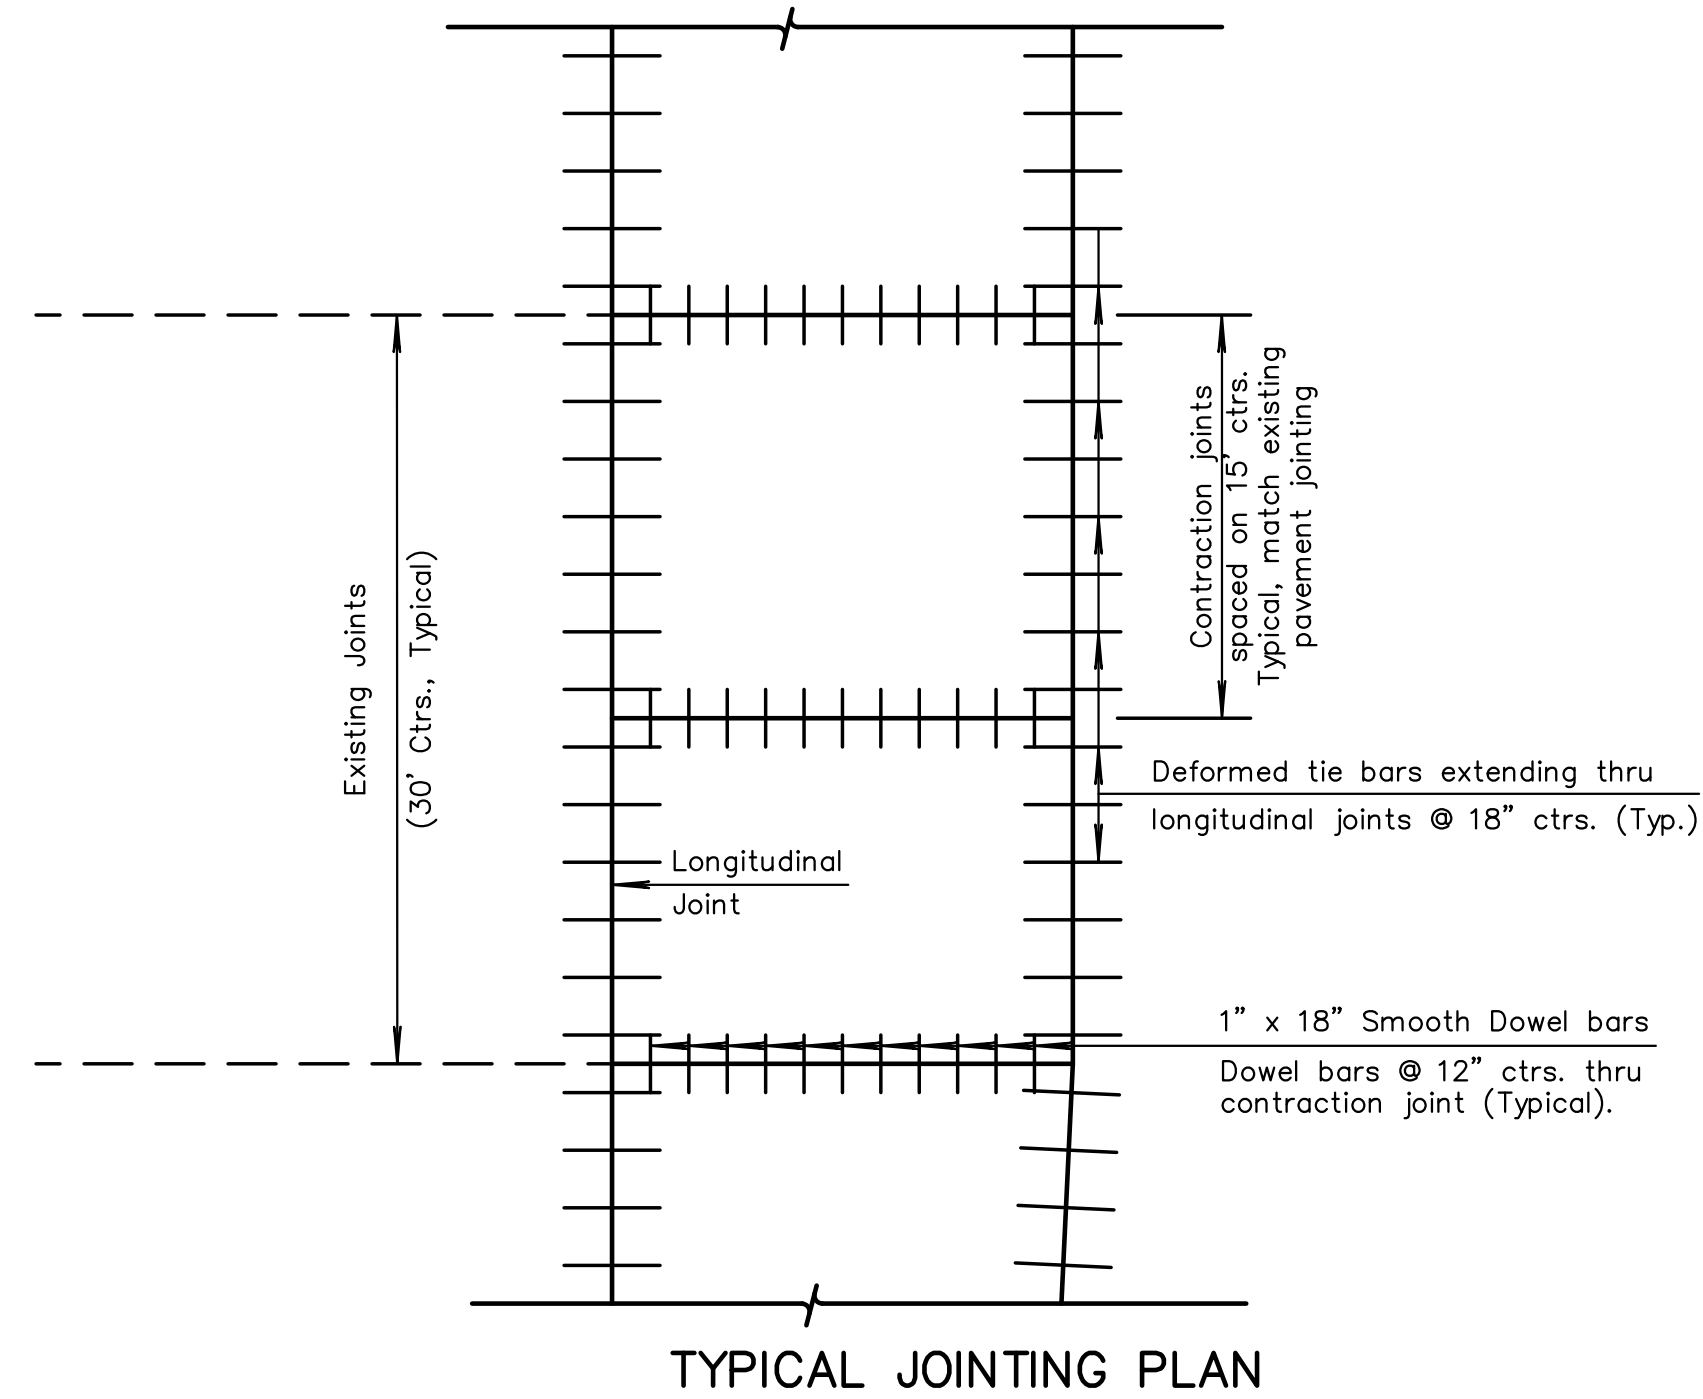 Existing Joints
(30' Ctrs., Typical)
Contraction joints
spaced on 15' ctrs.
Typical, match existing
pavement jointing
Deformed tie bars extending thru
longitudinal joints @ 18" ctrs. (Typ.)
Longitudinal
Joint
1" x 18" Smooth Dowel bars
Dowel bars @ 12" ctrs. thru
contraction joint (Typical).
TYPICAL JOINTING PLAN